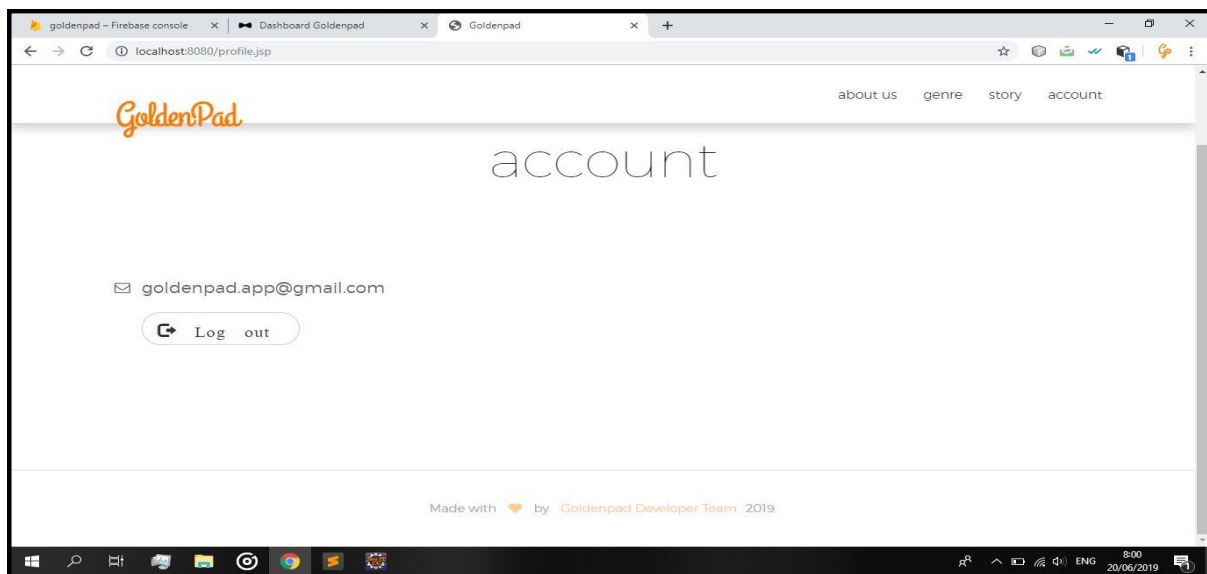 goldenpad – Firebase console
Dashboard Goldenpad
Goldenpad
localhost:8080/profile.jsp
GoldenPad
about us genre story account
account
goldenpad.app@gmail.com
Log out
Made with by Goldenpad Developer Team 2019.
ENG
8:00
20/06/2019